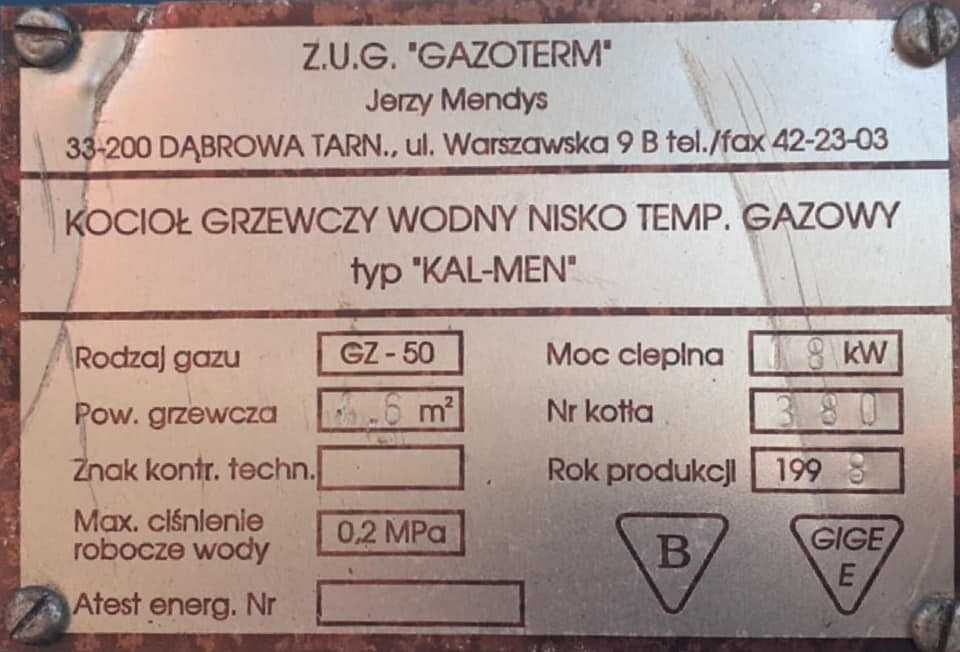 Z.U.G. "GAZOTERM"
Jerzy Mendys
33-200 DĄBROWA TARN., ul. Warszawska 9 B tel./fax 42-23-03
KOCIOŁ GRZEWCZY WODNY NISKO TEMP. GAZOWY
typ "KAL-MEN"
Rodzaj gazu GZ - 50 Moc cieplna 18 kW
Pow. grzewcza m² Nr kotła 380
Znak kontr. techn. Rok produkcji 199 8
Max. ciśnienie
robocze wody 0,2 MPa B GIGE
E
Atest energ. Nr